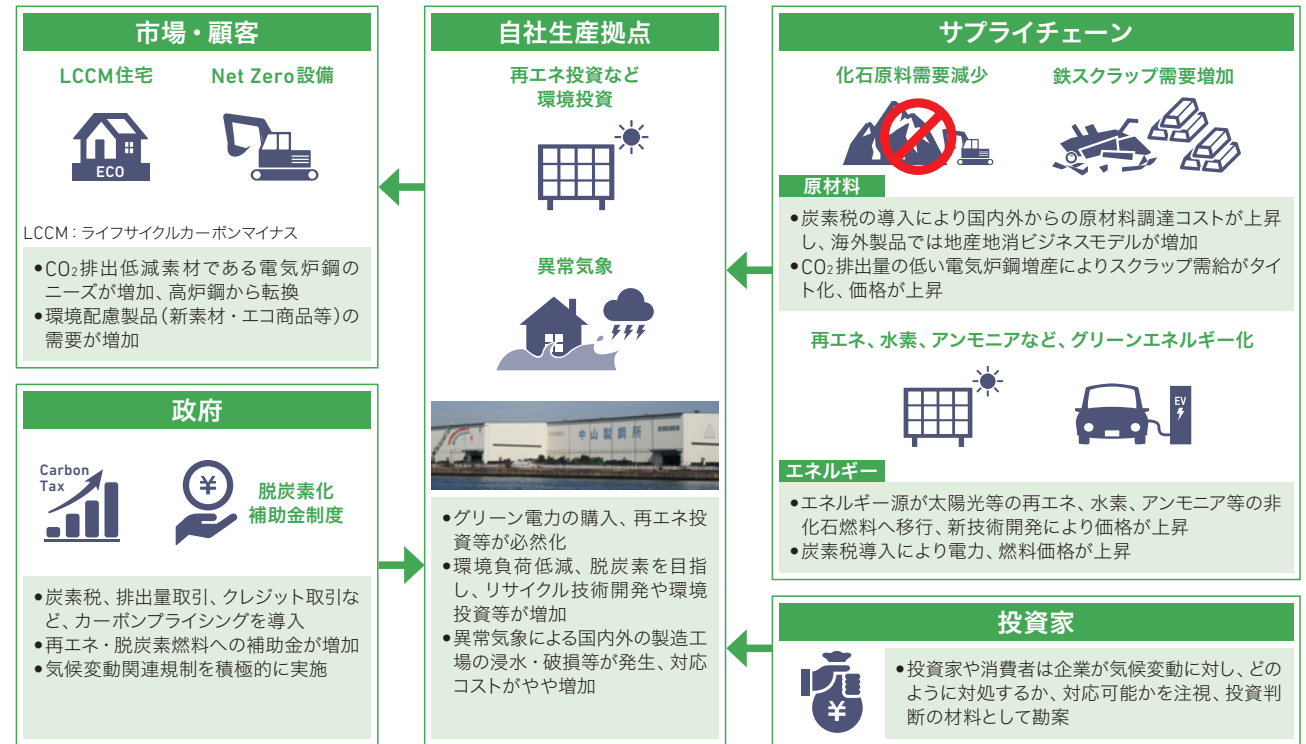 市場・顧客
LCCM住宅
Net Zero設備
ECO
LCCM：ライフサイクルカーボンマイナス
●CO₂排出低減素材である電気炉鋼の
ニーズが増加、高炉鋼から転換
●環境配慮製品（新素材・エコ商品等）の
需要が増加
政府
Carbon
Tax
¥
脱炭素化
補助金制度
●炭素税、排出量取引、クレジット取引な
ど、カーボンプライシングを導入
●再エネ・脱炭素燃料への補助金が増加
●気候変動関連規制を積極的に実施
自社生産拠点
再エネ投資など
環境投資
異常気象
中山製鋼所
●グリーン電力の購入、再エネ投
資等が必然化
●環境負荷低減、脱炭素を目指
し、リサイクル技術開発や環境
投資等が増加
●異常気象による国内外の製造工
場の浸水・破損等が発生、対応
コストがやや増加
サプライチェーン
化石原料需要減少
鉄スクラップ需要増加
原材料
●炭素税の導入により国内外からの原材料調達コストが上昇
し、海外製品では地産地消ビジネスモデルが増加
●CO₂排出量の低い電気炉鋼増産によりスクラップ需給がタイ
ト化、価格が上昇
再エネ、水素、アンモニアなど、グリーンエネルギー化
EV
エネルギー
●エネルギー源が太陽光等の再エネ、水素、アンモニア等の非
化石燃料へ移行、新技術開発により価格が上昇
●炭素税導入により電力、燃料価格が上昇
投資家
¥
●投資家や消費者は企業が気候変動に対し、どの
ように対処するか、対応可能かを注視、投資判
断の材料として勘案